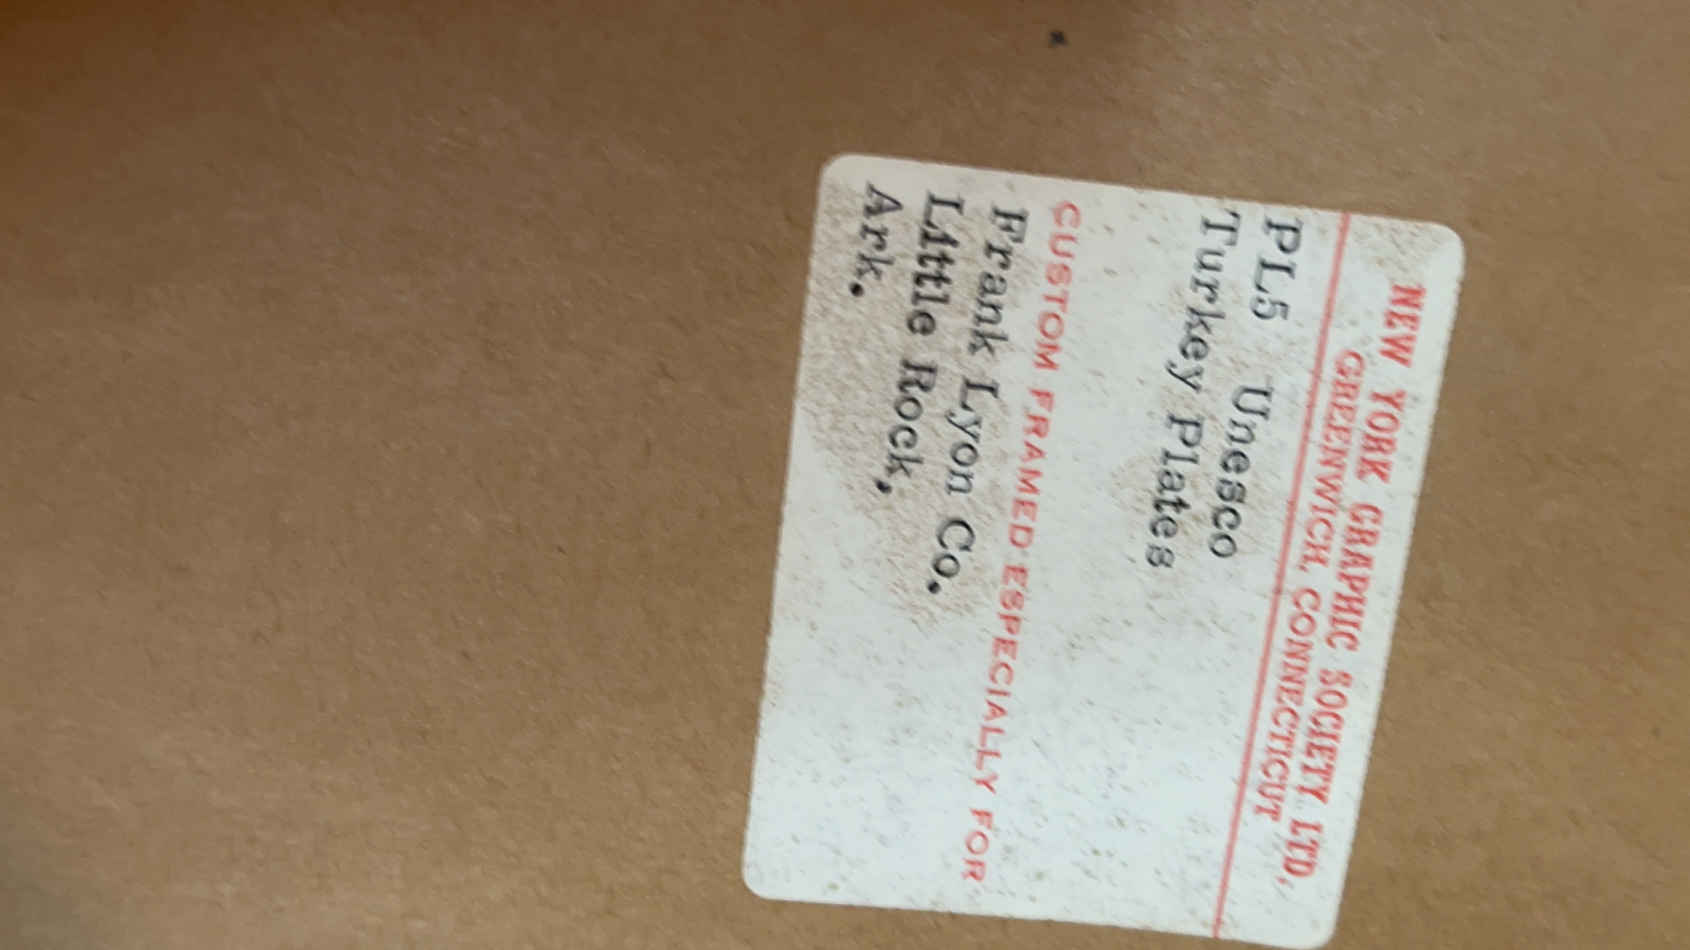 NEW YORK GRAPHIC SOCIETY LTD.
GREENWICH, CONNECTICUT
PL5 Unesco
Turkey Plates
CUSTOM FRAMED ESPECIALLY FOR
Frank Lyon Co.
Little Rock,
Ark.